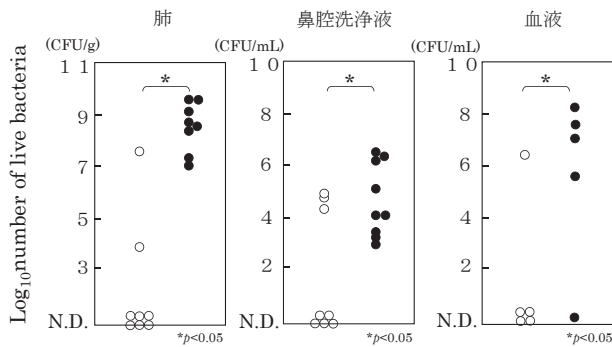 肺
鼻腔洗浄液
血液
(CFU/g)
(CFU/mL)
(CFU/mL)
Log₁₀number of live bacteria
11
9
7
5
3
N.D.
*
*p<0.05
10
8
6
4
2
N.D.
*
*p<0.05
10
8
6
4
2
N.D.
*
*p<0.05